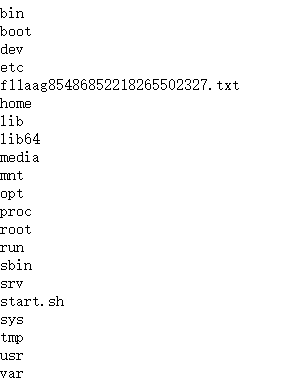 bin
boot
dev
etc
fllaag85486852218265502327.txt
home
lib
lib64
media
mnt
opt
proc
root
run
sbin
srv
start.sh
sys
tmp
usr
var